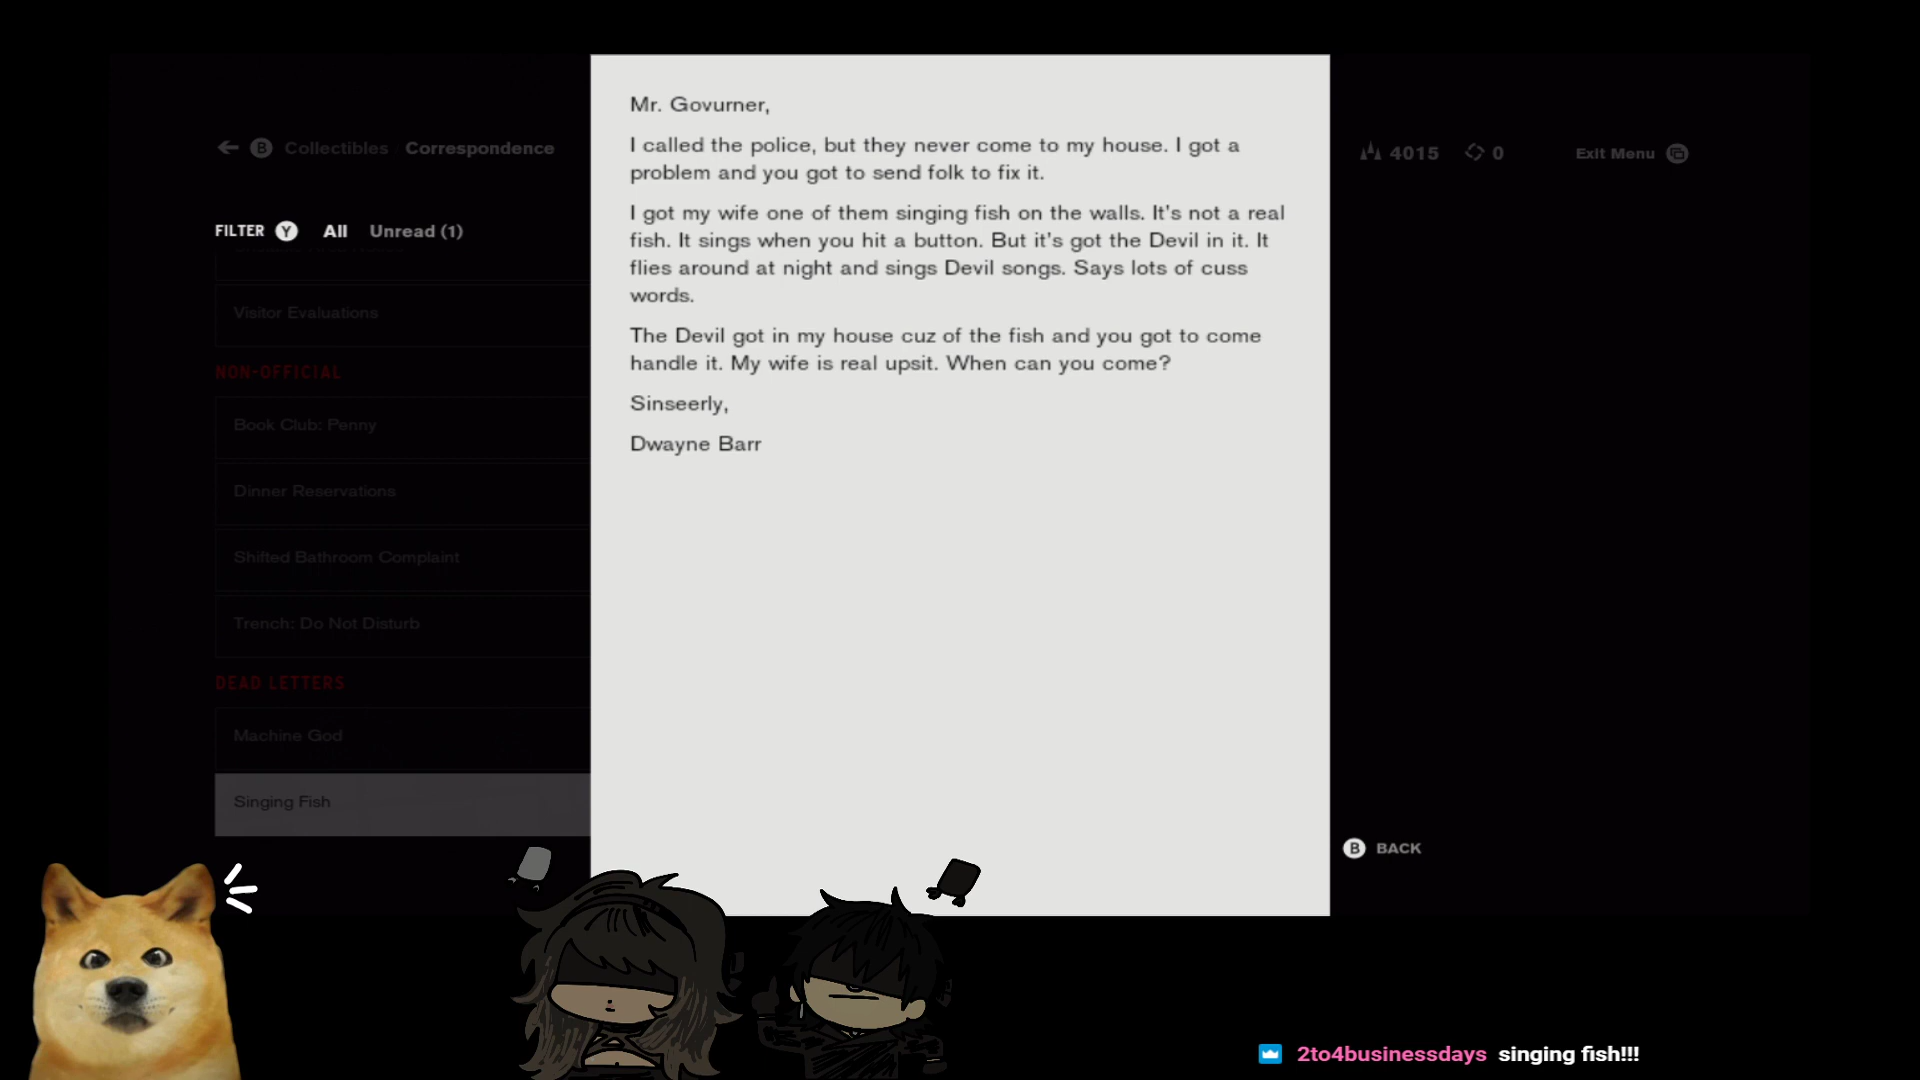 Mr. Govurner,
I called the police, but they never come to my house. I got a
problem and you got to send folk to fix it.
I got my wife one of them singing fish on the walls. It's not a real
fish. It sings when you hit a button. But it's got the Devil in it. It
flies around at night and sings Devil songs. Says lots of cuss
words.
The Devil got in my house cuz of the fish and you got to come
handle it. My wife is real upsit. When can you come?
Sinseerly,
Dwayne Barr
B Collectibles Correspondence
4015 0 Exit Menu
FILTER Y All Unread (1)
Visitor Evaluations
NON-OFFICIAL
Book Club: Penny
Dinner Reservations
Shifted Bathroom Complaint
Trench: Do Not Disturb
DEAD LETTERS
Machine God
Singing Fish
B BACK
2to4businessdays singing fish!!!